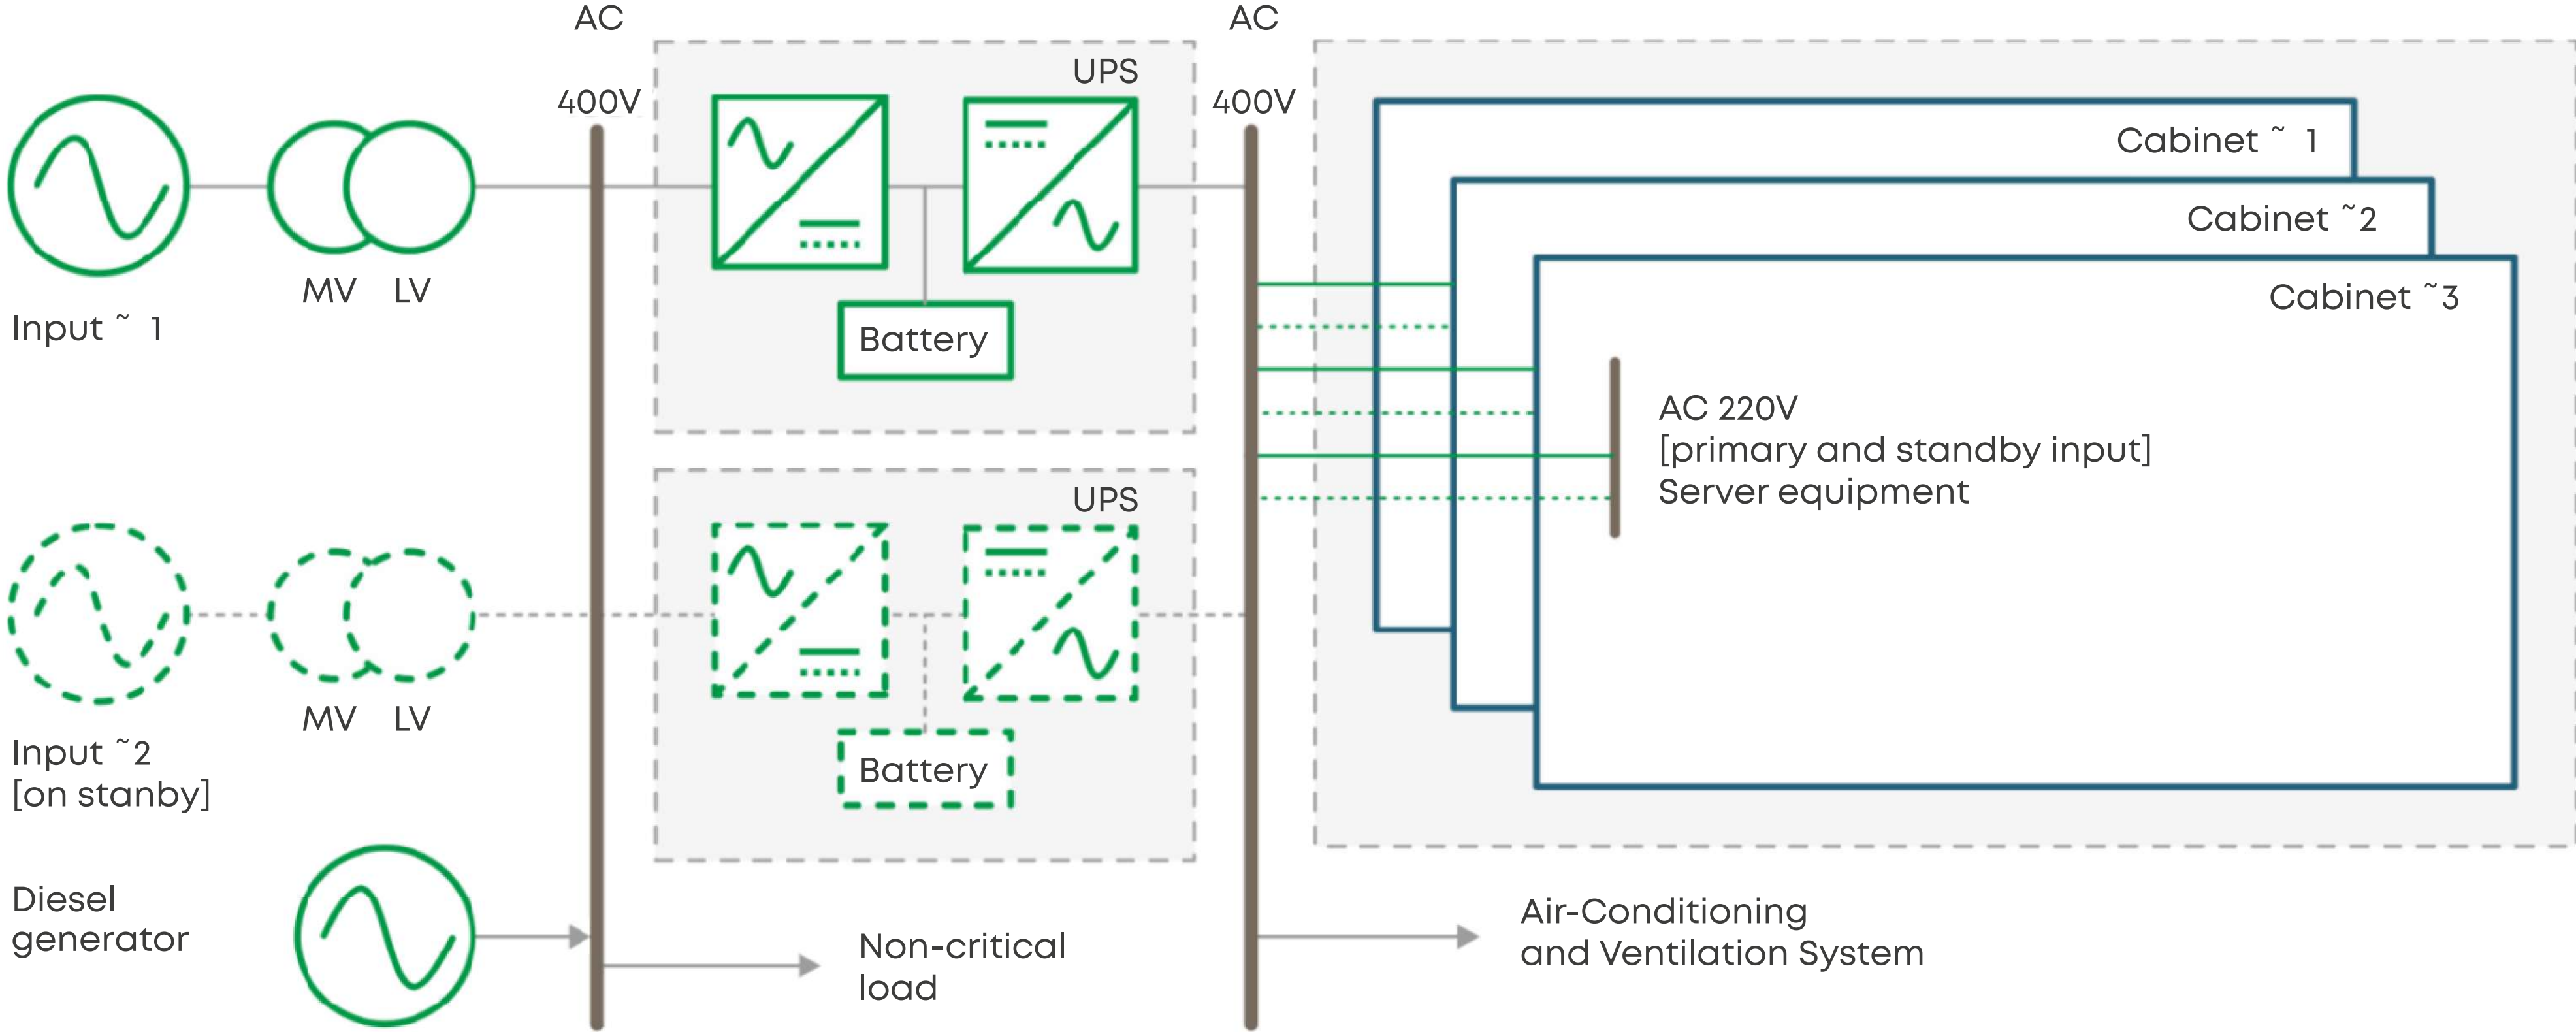 AC
400V
AC
400V
UPS
Battery
Input ~ 1
MV LV
Cabinet ~ 1
Cabinet ~2
Cabinet ~3
AC 220V
[primary and standby input]
Server equipment
UPS
Battery
MV LV
Input ~2
[on stanby]
Diesel
generator
Non-critical
load
Air-Conditioning
and Ventilation System